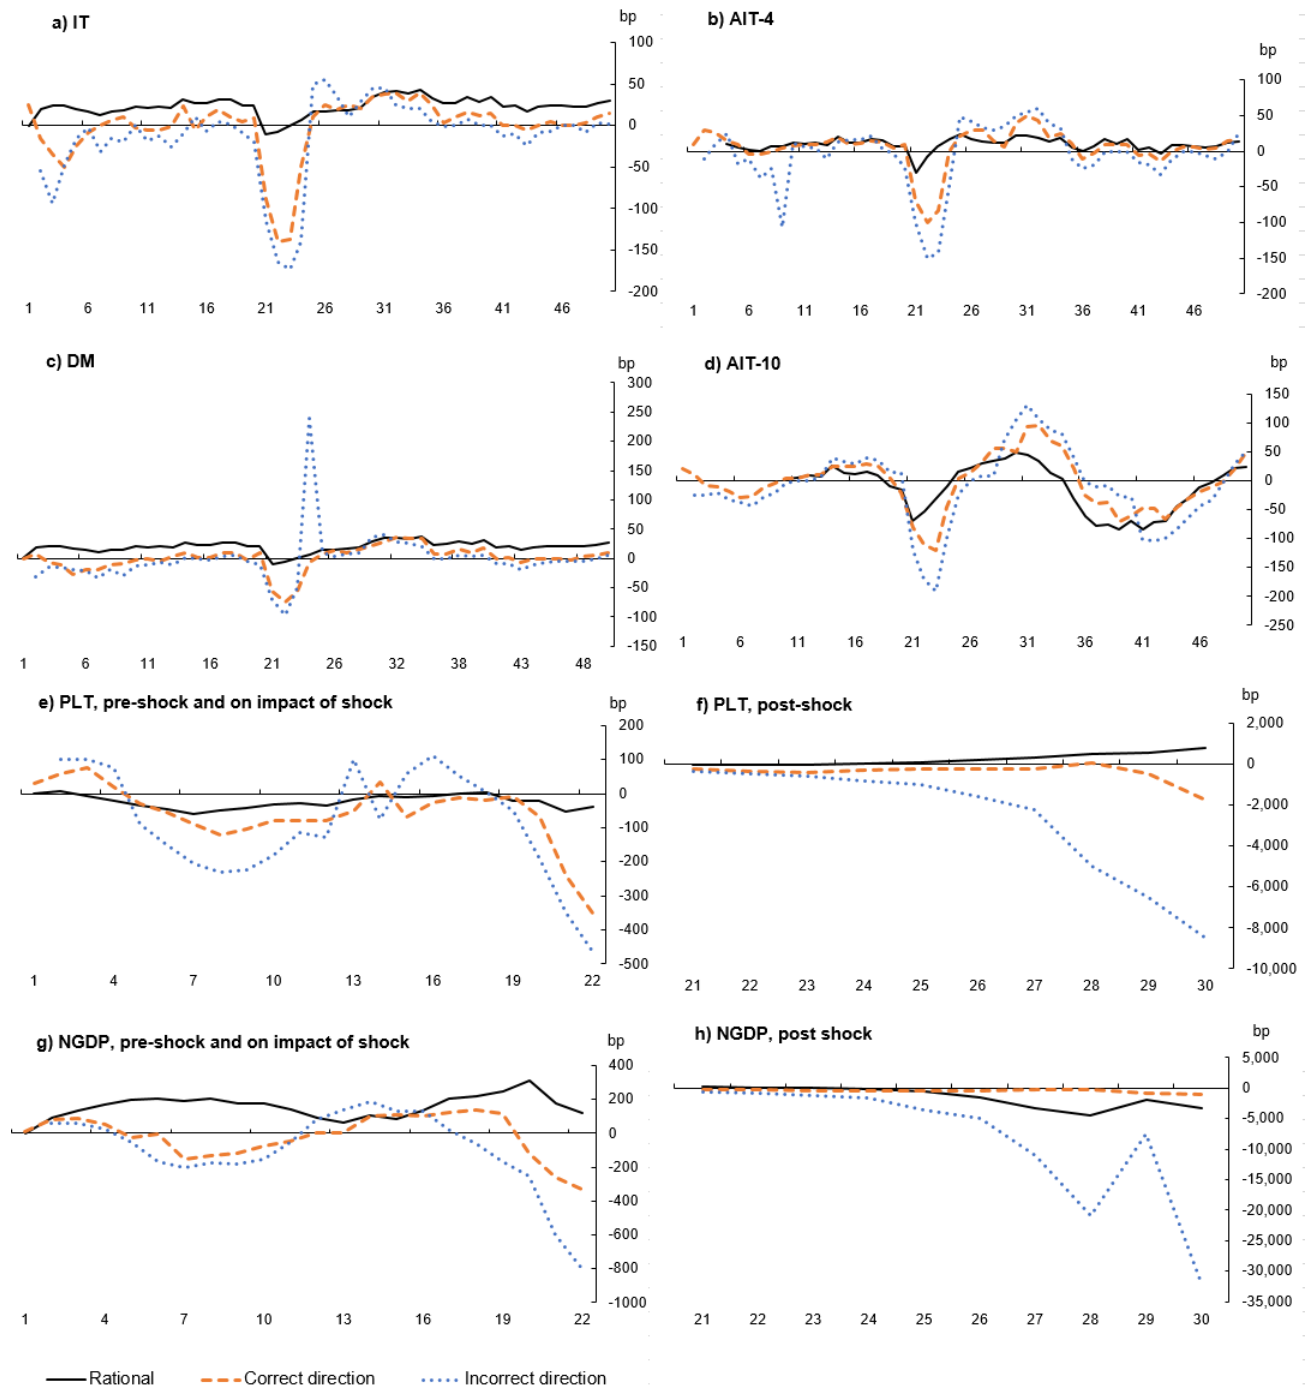 a) IT
bp
100
50
0
-50
-100
-150
-200
1 6 11 16 21 26 31 36 41 46
b) AIT-4
bp
100
50
0
-50
-100
-150
-200
1 6 11 16 21 26 31 36 41 46
c) DM
bp
300
250
200
150
100
50
0
-50
-100
-150
1 6 11 16 21 26 32 38 43 48
d) AIT-10
bp
150
100
50
0
-50
-100
-150
-200
-250
1 6 11 16 21 26 31 36 41 46
e) PLT, pre-shock and on impact of shock
bp
200
100
0
-100
-200
-300
-400
-500
1 4 7 10 13 16 19 22
f) PLT, post-shock
bp
2,000
0
-2,000
-4,000
-6,000
-8,000
-10,000
21 22 23 24 25 26 27 28 29 30
g) NGDP, pre-shock and on impact of shock
bp
400
200
0
-200
-400
-600
-800
-1000
1 4 7 10 13 16 19 22
h) NGDP, post shock
bp
5,000
0
-5,000
-10,000
-15,000
-20,000
-25,000
-30,000
-35,000
21 22 23 24 25 26 27 28 29 30
Rational Correct direction Incorrect direction